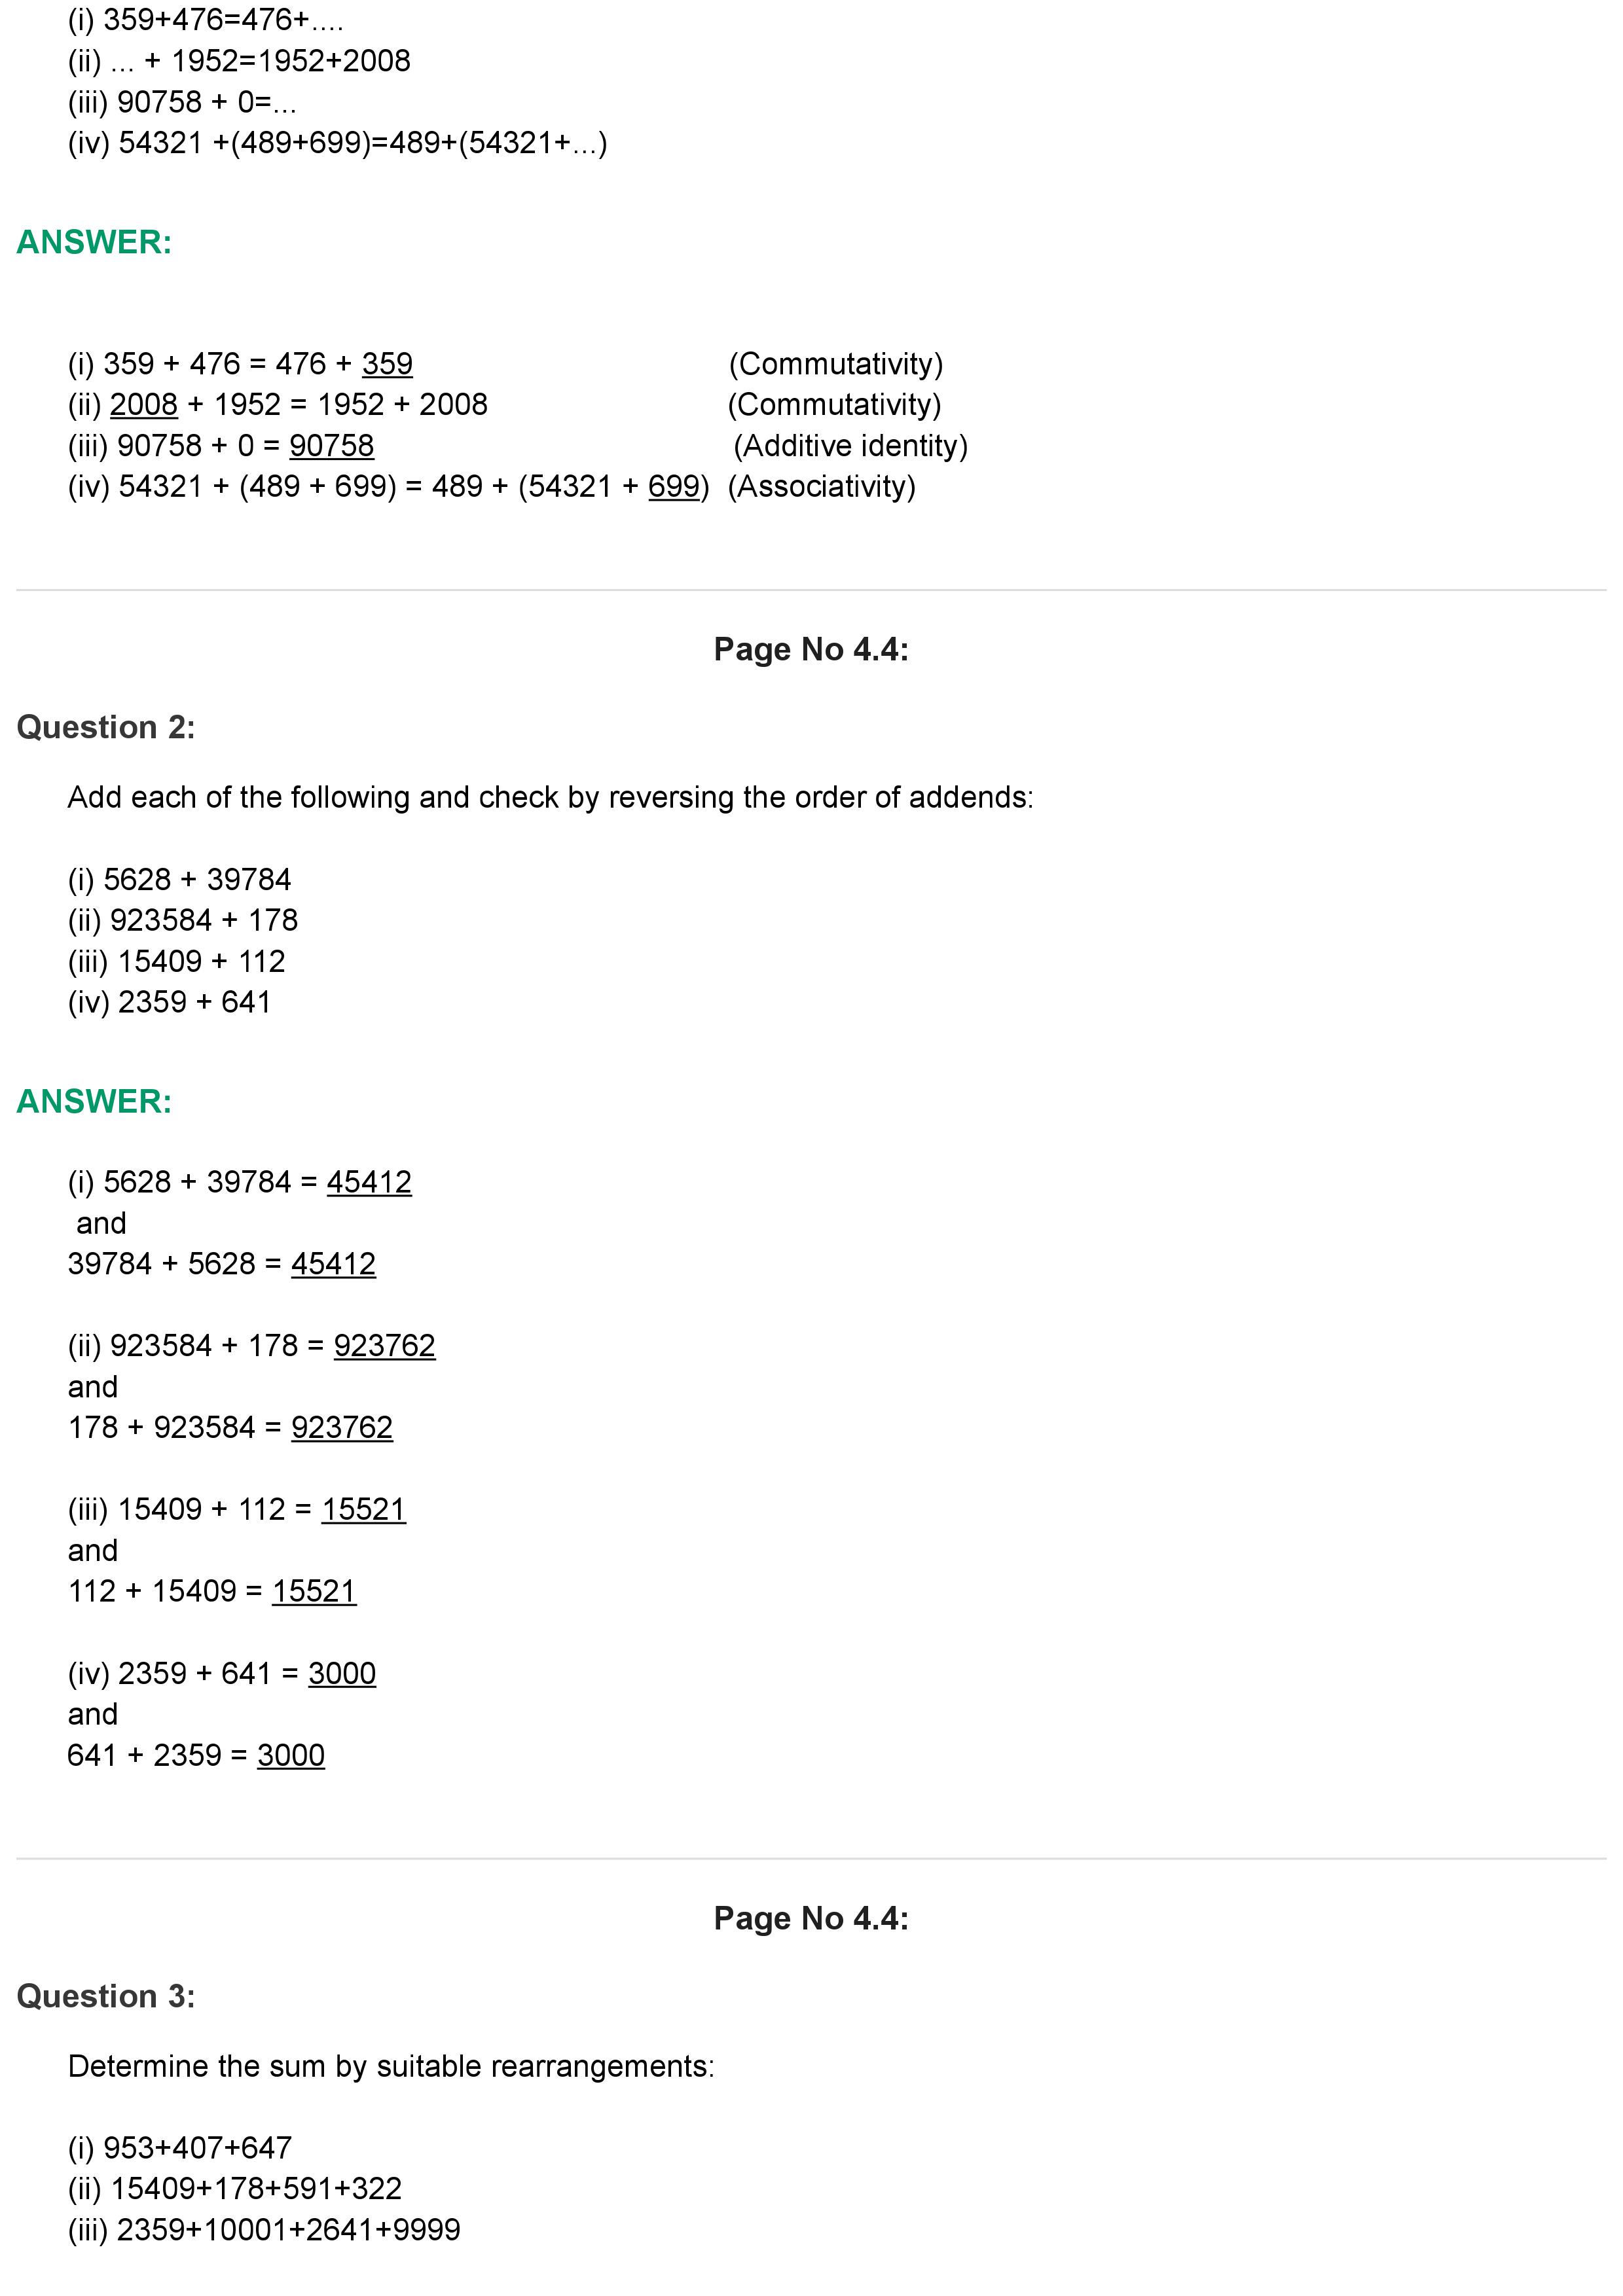 (i) 359+476=476+....
(ii) ... + 1952=1952+2008
(iii) 90758 + 0=...
(iv) 54321 +(489+699)=489+(54321+...)
ANSWER:
(i) 359 + 476 = 476 + 359 (Commutativity)
(ii) 2008 + 1952 = 1952 + 2008 (Commutativity)
(iii) 90758 + 0 = 90758 (Additive identity)
(iv) 54321 + (489 + 699) = 489 + (54321 + 699) (Associativity)
Page No 4.4:
Question 2:
Add each of the following and check by reversing the order of addends:
(i) 5628 + 39784
(ii) 923584 + 178
(iii) 15409 + 112
(iv) 2359 + 641
ANSWER:
(i) 5628 + 39784 = 45412
and
39784 + 5628 = 45412
(ii) 923584 + 178 = 923762
and
178 + 923584 = 923762
(iii) 15409 + 112 = 15521
and
112 + 15409 = 15521
(iv) 2359 + 641 = 3000
and
641 + 2359 = 3000
Page No 4.4:
Question 3:
Determine the sum by suitable rearrangements:
(i) 953+407+647
(ii) 15409+178+591+322
(iii) 2359+10001+2641+9999